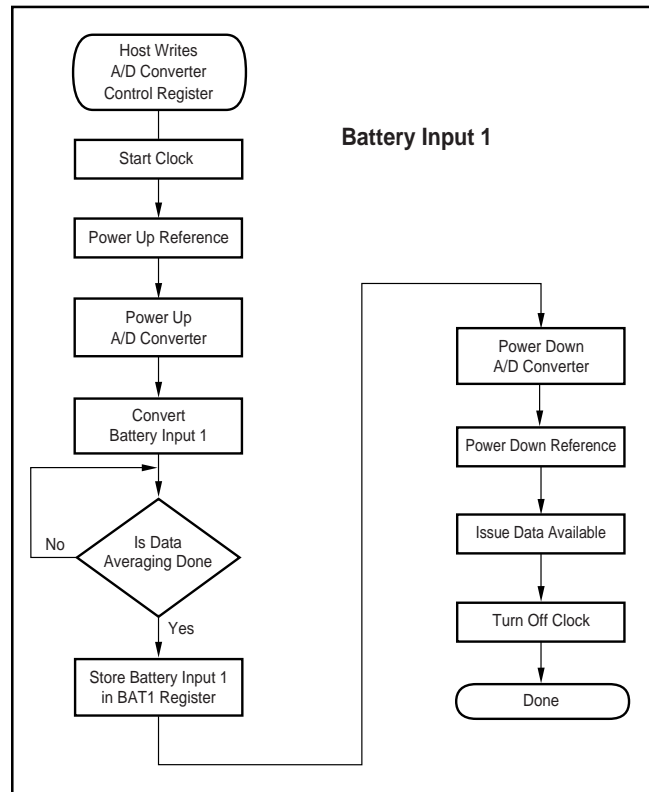 Host Writes
A/D Converter
Control Register
Battery Input 1
Start Clock
Power Up Reference
Power Up
A/D Converter
Convert
Battery Input 1
No
Is Data
Averaging Done
Yes
Store Battery Input 1
in BAT1 Register
Power Down
A/D Converter
Power Down Reference
Issue Data Available
Turn Off Clock
Done